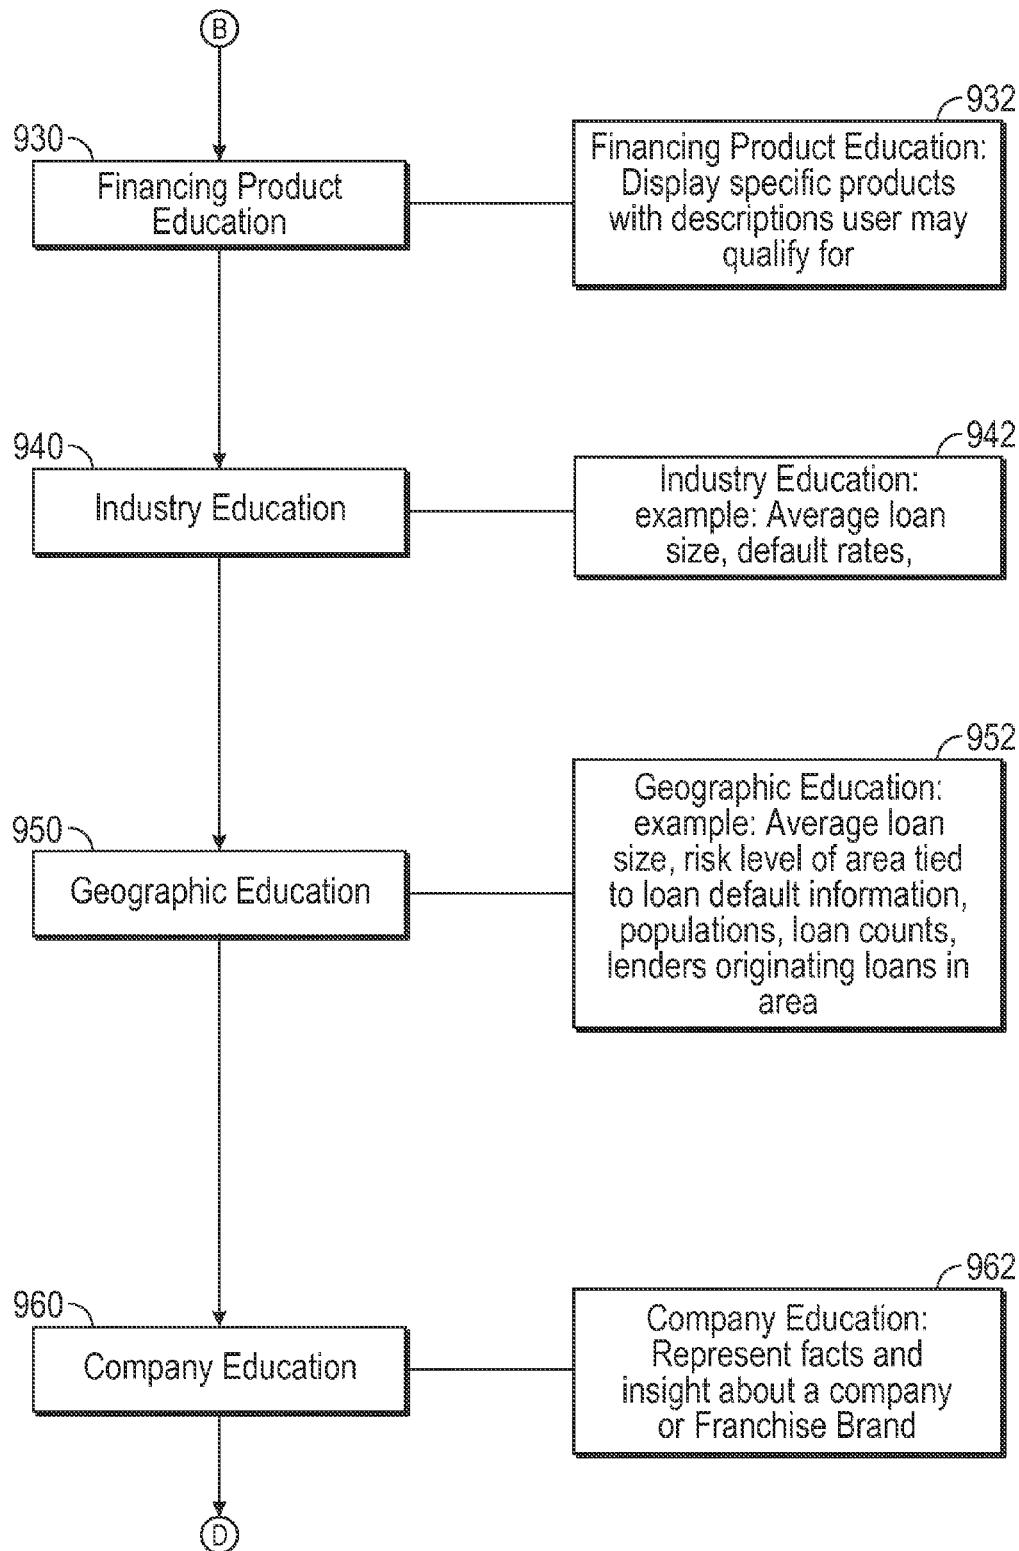 B
930
Financing Product
Education
932
Financing Product Education:
Display specific products
with descriptions user may
qualify for
940
Industry Education
942
Industry Education:
example: Average loan
size, default rates,
950
Geographic Education
952
Geographic Education:
example: Average loan
size, risk level of area tied
to loan default information,
populations, loan counts,
lenders originating loans in
area
960
Company Education
962
Company Education:
Represent facts and
insight about a company
or Franchise Brand
D